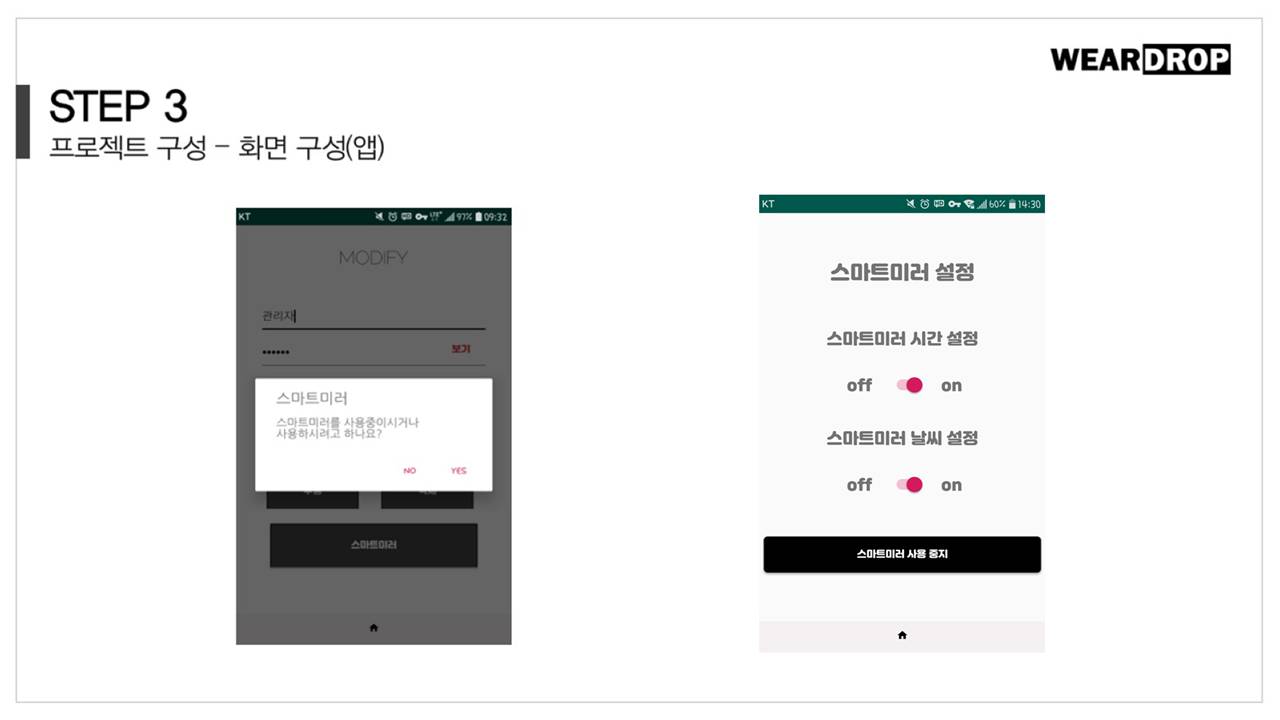 WEARDROP
STEP 3
프로젝트 구성 - 화면 구성(앱)
KT
97% 09:32
MODIFY
관리자
••••••
보기
스마트미러
스마트미러를 사용중이시거나
사용하시려고 하나요?
NO YES
스마트미러
KT
60% 14:30
스마트미러 설정
스마트미러 시간 설정
off on
스마트미러 날씨 설정
off on
스마트미러 사용 중지